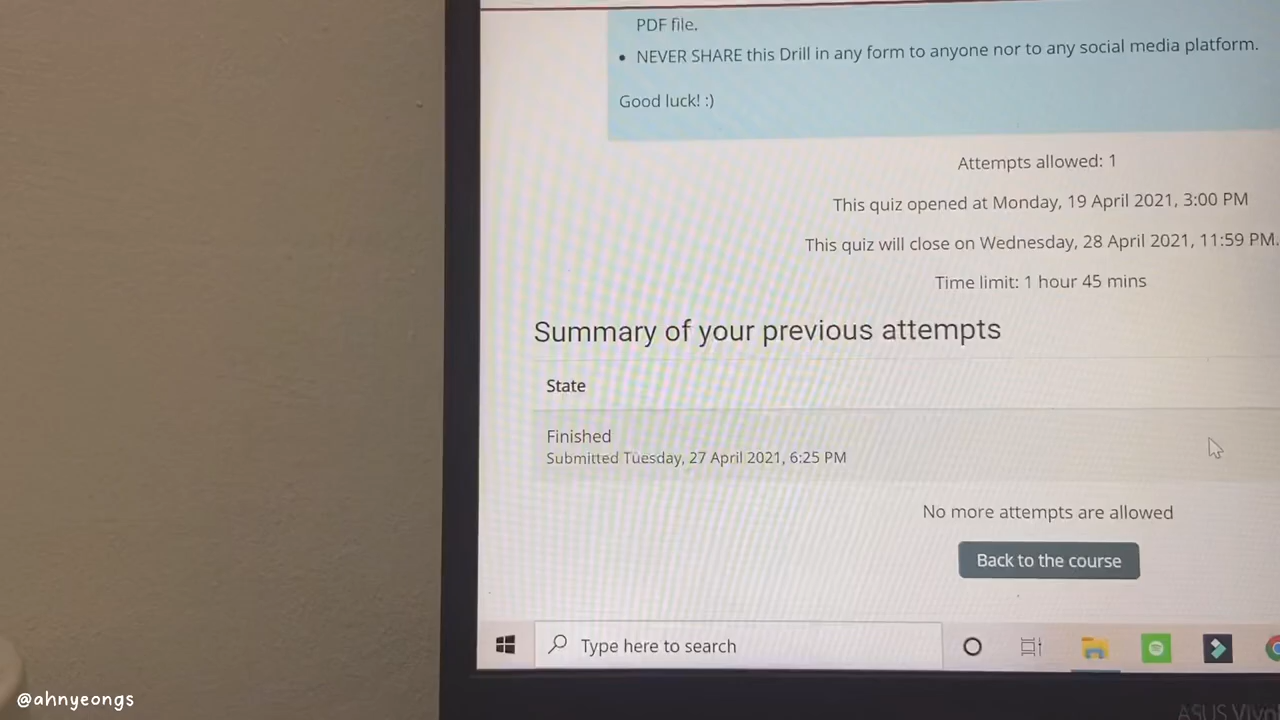 PDF file.
• NEVER SHARE this Drill in any form to anyone nor to any social media platform.
Good luck! :)
Attempts allowed: 1
This quiz opened at Monday, 19 April 2021, 3:00 PM
This quiz will close on Wednesday, 28 April 2021, 11:59 PM.
Time limit: 1 hour 45 mins
Summary of your previous attempts
State
Finished
Submitted Tuesday, 27 April 2021, 6:25 PM
No more attempts are allowed
Back to the course
Type here to search
@ahnyeongs
ASUS